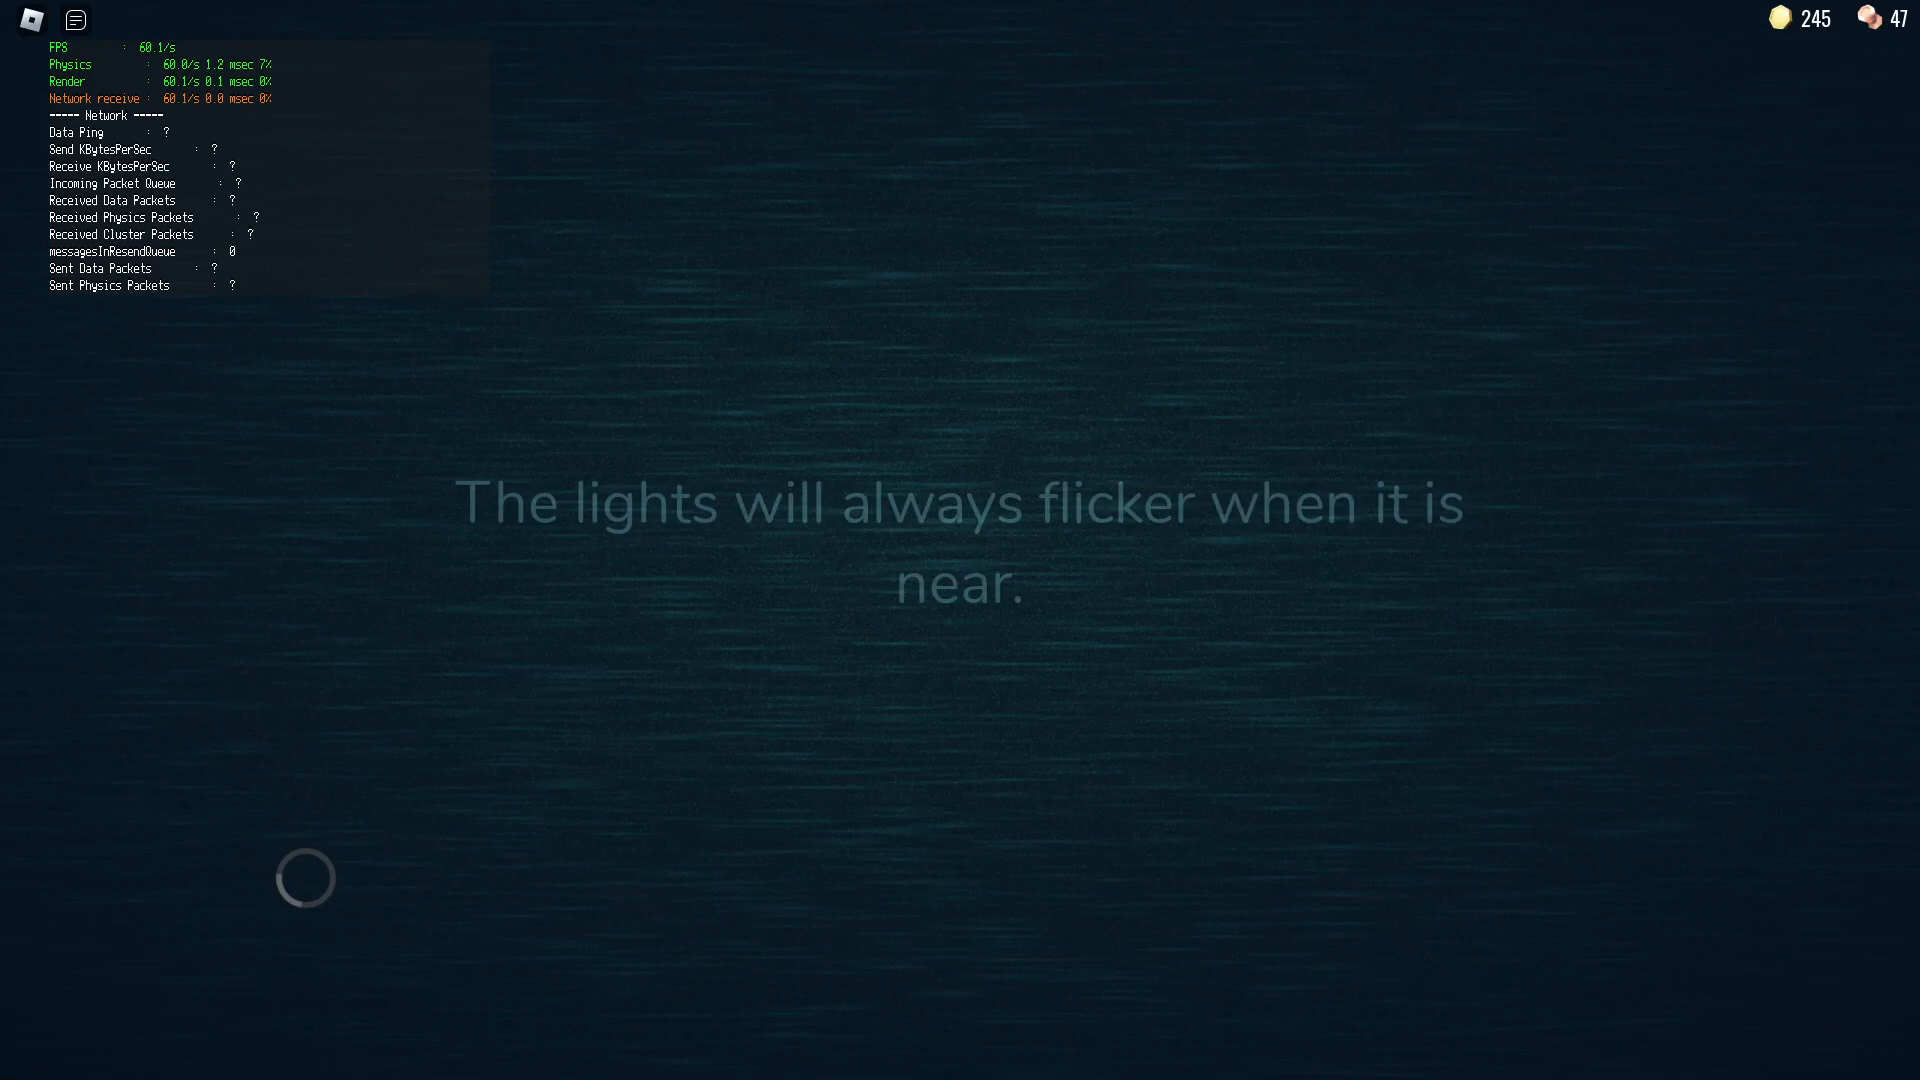 245 47
FPS : 60.1/s
Physics : 60.0/s 1.2 msec 7%
Render : 60.1/s 0.1 msec 0%
Network receive : 60.1/s 0.0 msec 0%
----- Network -----
Data Ping : ?
Send KBytesPerSec : ?
Receive KBytesPerSec : ?
Incoming Packet Queue : ?
Received Data Packets : ?
Received Physics Packets : ?
Received Cluster Packets : ?
messagesInResendQueue : 0
Sent Data Packets : ?
Sent Physics Packets : ?
The lights will always flicker when it is
near.